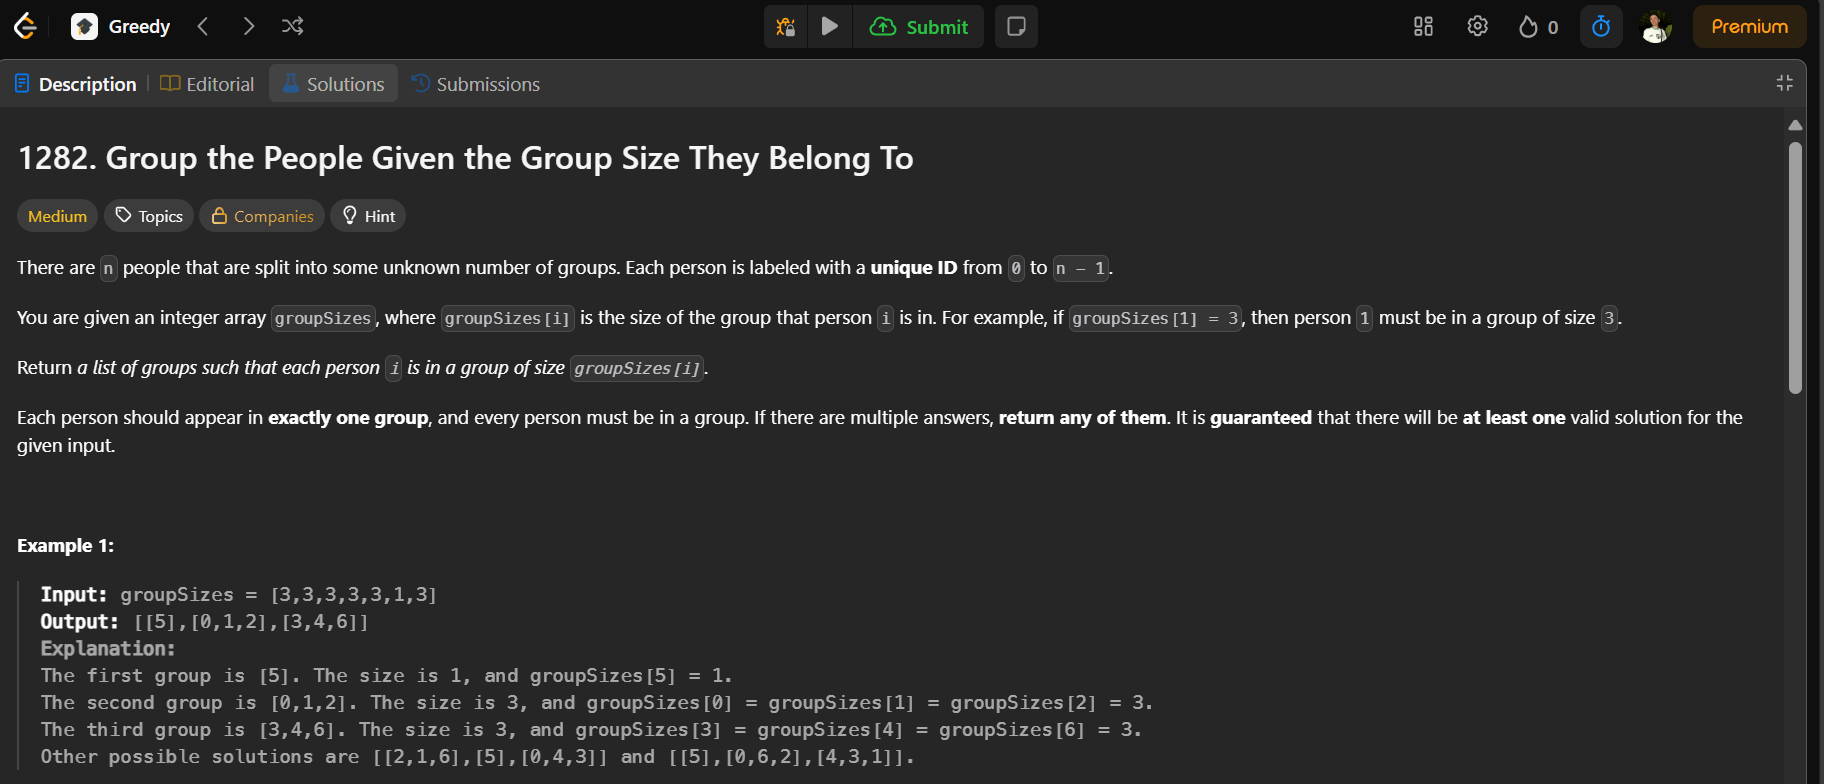 Greedy
Submit
0
Premium
Description
Editorial
Solutions
Submissions
1282. Group the People Given the Group Size They Belong To
Medium
Topics
Companies
Hint
There are n people that are split into some unknown number of groups. Each person is labeled with a unique ID from 0 to n - 1.
You are given an integer array groupSizes, where groupSizes[i] is the size of the group that person i is in. For example, if groupSizes[1] = 3, then person 1 must be in a group of size 3.
Return a list of groups such that each person i is in a group of size groupSizes[i].
Each person should appear in exactly one group, and every person must be in a group. If there are multiple answers, return any of them. It is guaranteed that there will be at least one valid solution for the
given input.
Example 1:
Input: groupSizes = [3,3,3,3,3,1,3]
Output: [[5],[0,1,2],[3,4,6]]
Explanation:
The first group is [5]. The size is 1, and groupSizes[5] = 1.
The second group is [0,1,2]. The size is 3, and groupSizes[0] = groupSizes[1] = groupSizes[2] = 3.
The third group is [3,4,6]. The size is 3, and groupSizes[3] = groupSizes[4] = groupSizes[6] = 3.
Other possible solutions are [[2,1,6],[5],[0,4,3]] and [[5],[0,6,2],[4,3,1]].